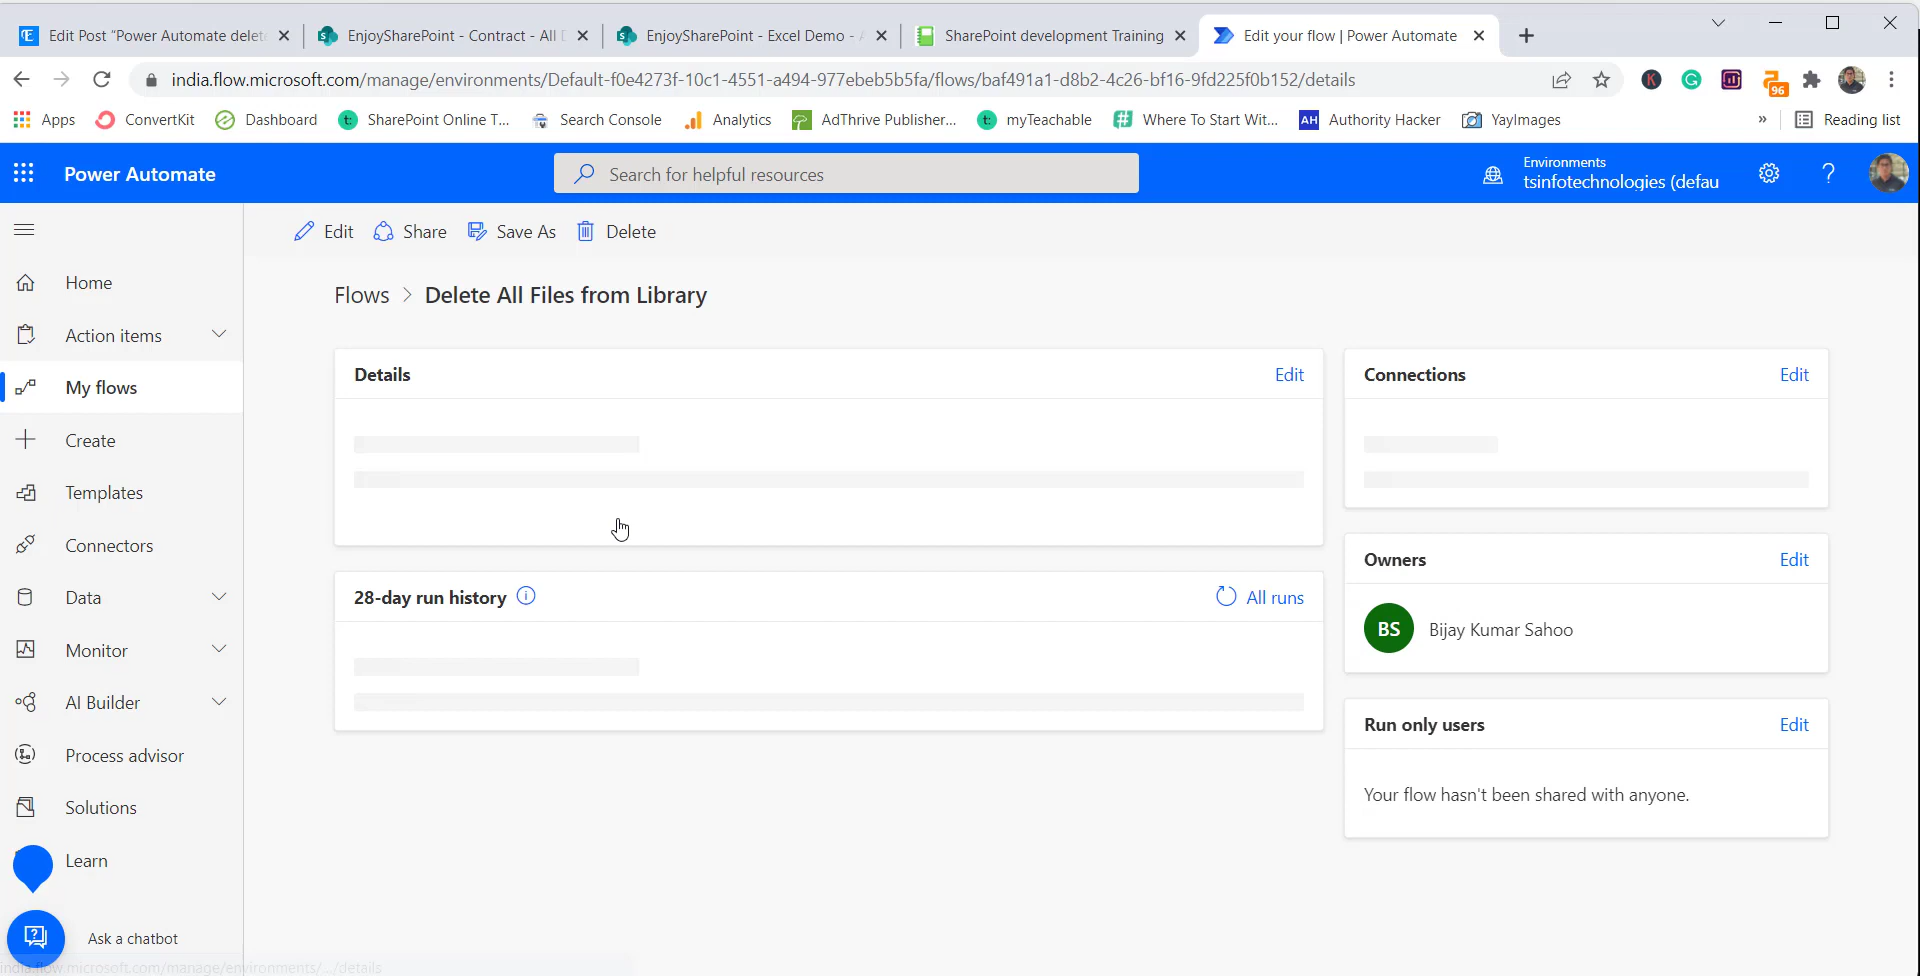 Edit Post “Power Automate delet
EnjoySharePoint - Contract - All D
EnjoySharePoint - Excel Demo - A
SharePoint development Training
Edit your flow | Power Automate
india.flow.microsoft.com/manage/environments/Default-f0e4273f-10c1-4551-a494-977ebeb5b5fa/flows/baf491a1-d8b2-4c26-bf16-9fd225f0b152/details
96
Apps
ConvertKit
Dashboard
SharePoint Online T...
Search Console
Analytics
AdThrive Publisher...
myTeachable
Where To Start Wit...
AH Authority Hacker
YayImages
»
Reading list
Power Automate
Search for helpful resources
Environments
tsinfotechnologies (defau
?
Edit
Share
Save As
Delete
Home
Action items
My flows
Create
Templates
Connectors
Data
Monitor
AI Builder
Process advisor
Solutions
Learn
Ask a chatbot
Flows > Delete All Files from Library
Details
Edit
28-day run history
All runs
Connections
Edit
Owners
Edit
BS
Bijay Kumar Sahoo
Run only users
Edit
Your flow hasn't been shared with anyone.
india.flow.microsoft.com/manage/environments/.../details